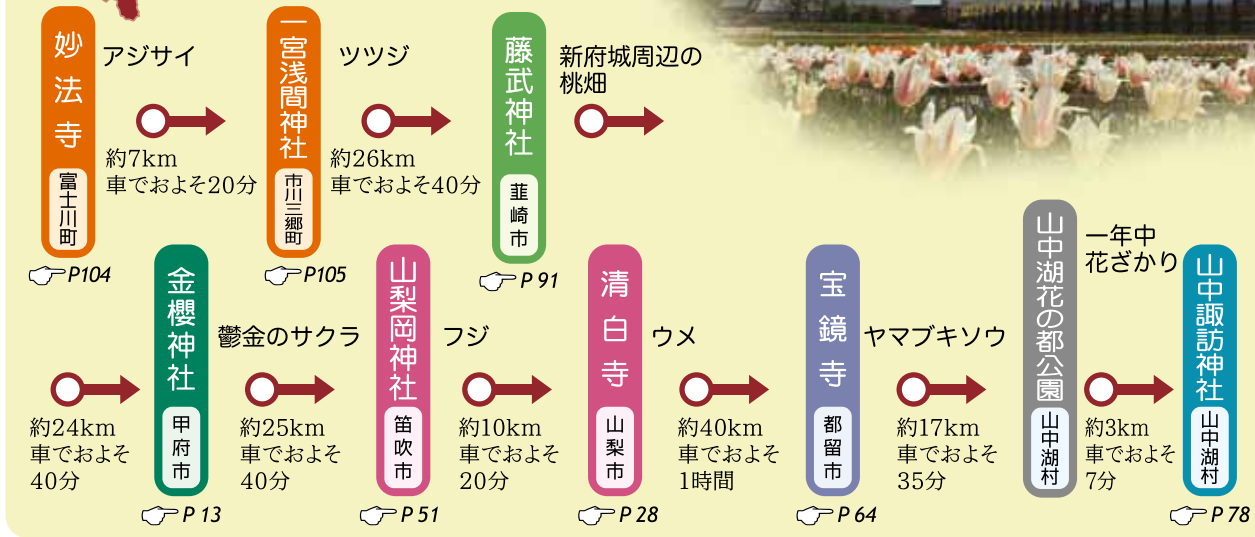 妙法寺
富士川町
P104
アジサイ
約7km
車でおよそ20分
一宮浅間神社
市川三郷町
P105
ツツジ
約26km
車でおよそ40分
藤武神社
韮崎市
P 91
新府城周辺の
桃畑
約24km
車でおよそ
40分
金櫻神社
甲府市
P 13
鬱金のサクラ
約25km
車でおよそ
40分
山梨岡神社
笛吹市
P 51
フジ
約10km
車でおよそ
20分
清白寺
山梨市
P 28
ウメ
約40km
車でおよそ
1時間
宝鏡寺
都留市
P 64
ヤマブキソウ
約17km
車でおよそ
35分
山中湖花の都公園
山中湖村
一年中
花ざかり
約3km
車でおよそ
7分
山中諏訪神社
山中湖村
P 78